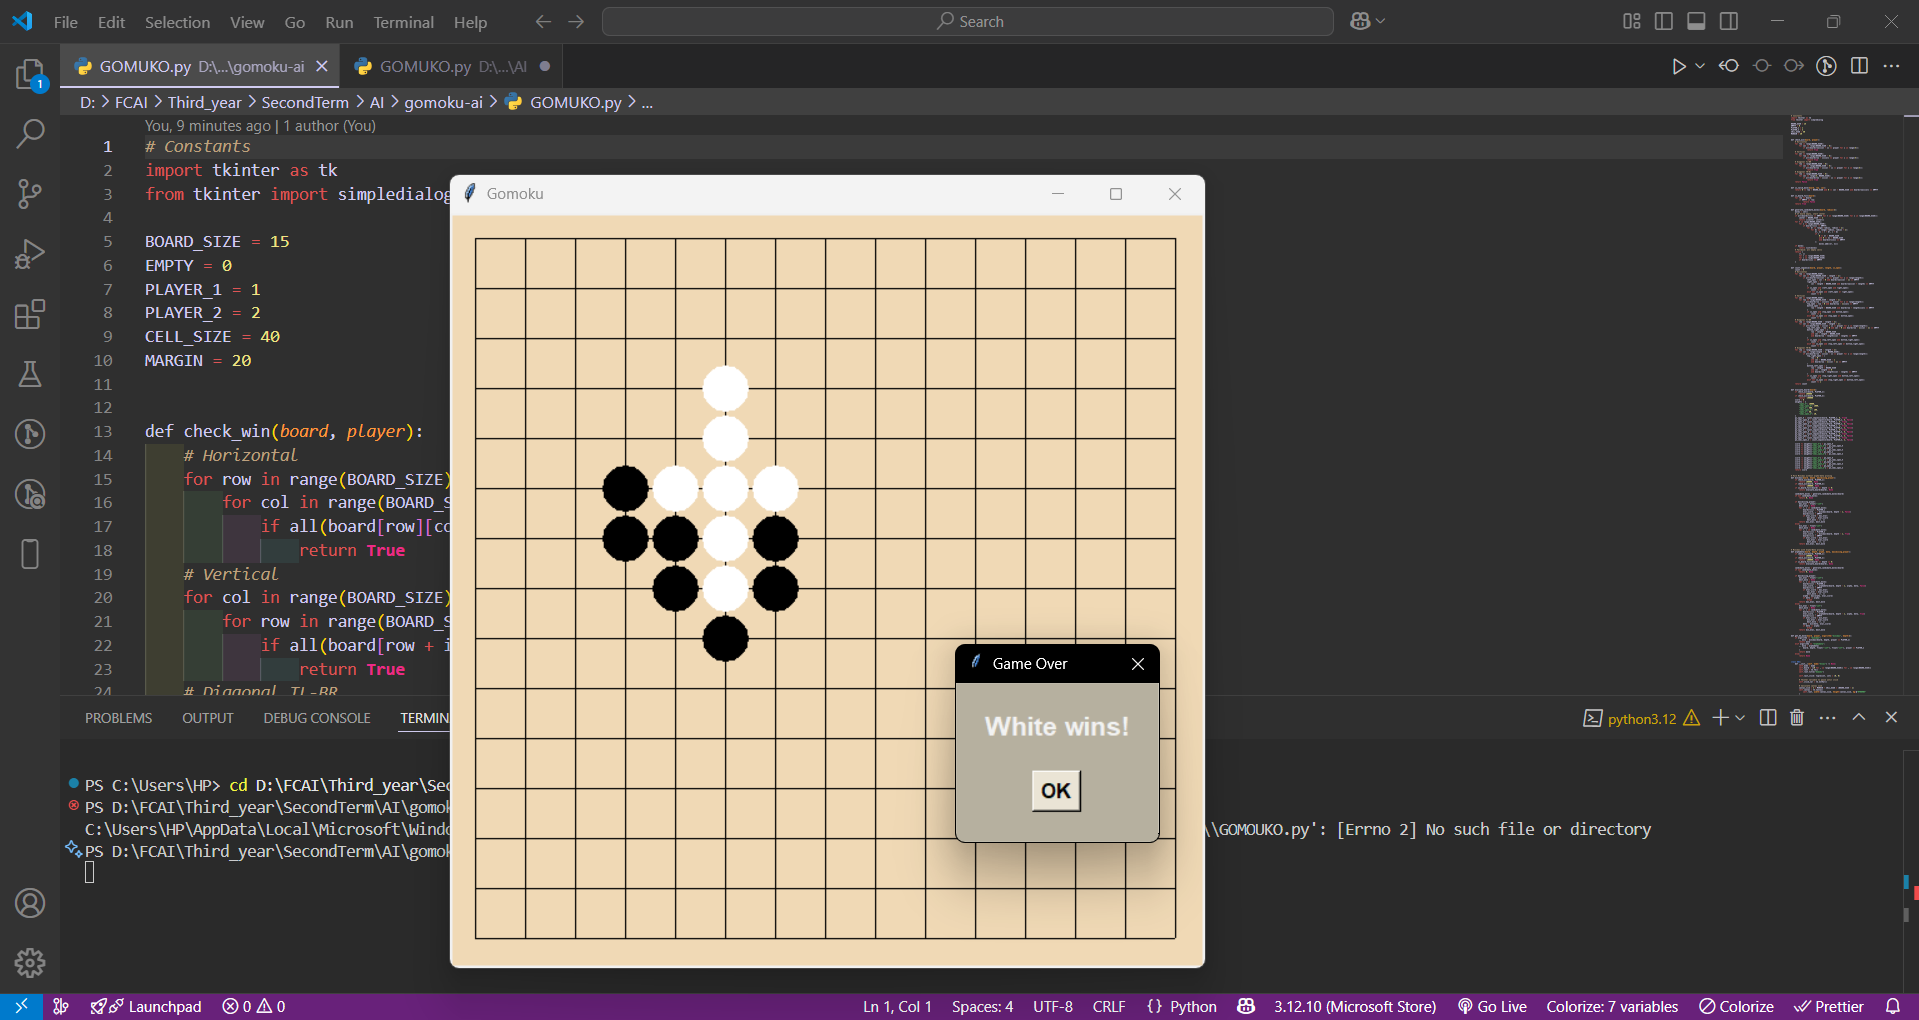 File Edit Selection View Go Run Terminal Help
Search
GOMUKO.py D:\...\gomoku-ai
GOMUKO.py D:\...\AI
1
D: > FCAI > Third_year > SecondTerm > AI > gomoku-ai > GOMUKO.py > ...
You, 9 minutes ago | 1 author (You)
1 # Constants
2 import tkinter as tk
3 from tkinter import simpledialog
4
5 BOARD_SIZE = 15
6 EMPTY = 0
7 PLAYER_1 = 1
8 PLAYER_2 = 2
9 CELL_SIZE = 40
10 MARGIN = 20
11
12
13 def check_win(board, player):
14 # Horizontal
15 for row in range(BOARD_SIZE)
16 for col in range(BOARD_S
17 if all(board[row][co
18 return True
19 # Vertical
20 for col in range(BOARD_SIZE)
21 for row in range(BOARD_S
22 if all(board[row + i
23 return True
24 # Diagonal TL-BR
Gomoku
Game Over
White wins!
OK
PROBLEMS OUTPUT DEBUG CONSOLE TERMIN
python3.12
PS C:\Users\HP> cd D:\FCAI\Third_year\Sec
PS D:\FCAI\Third_year\SecondTerm\AI\gomok
C:\Users\HP\AppData\Local\Microsoft\Windo \\GOMOUKO.py': [Errno 2] No such file or directory
PS D:\FCAI\Third_year\SecondTerm\AI\gomok
Launchpad 0 0 Ln 1, Col 1 Spaces: 4 UTF-8 CRLF {} Python 3.12.10 (Microsoft Store) Go Live Colorize: 7 variables Colorize Prettier